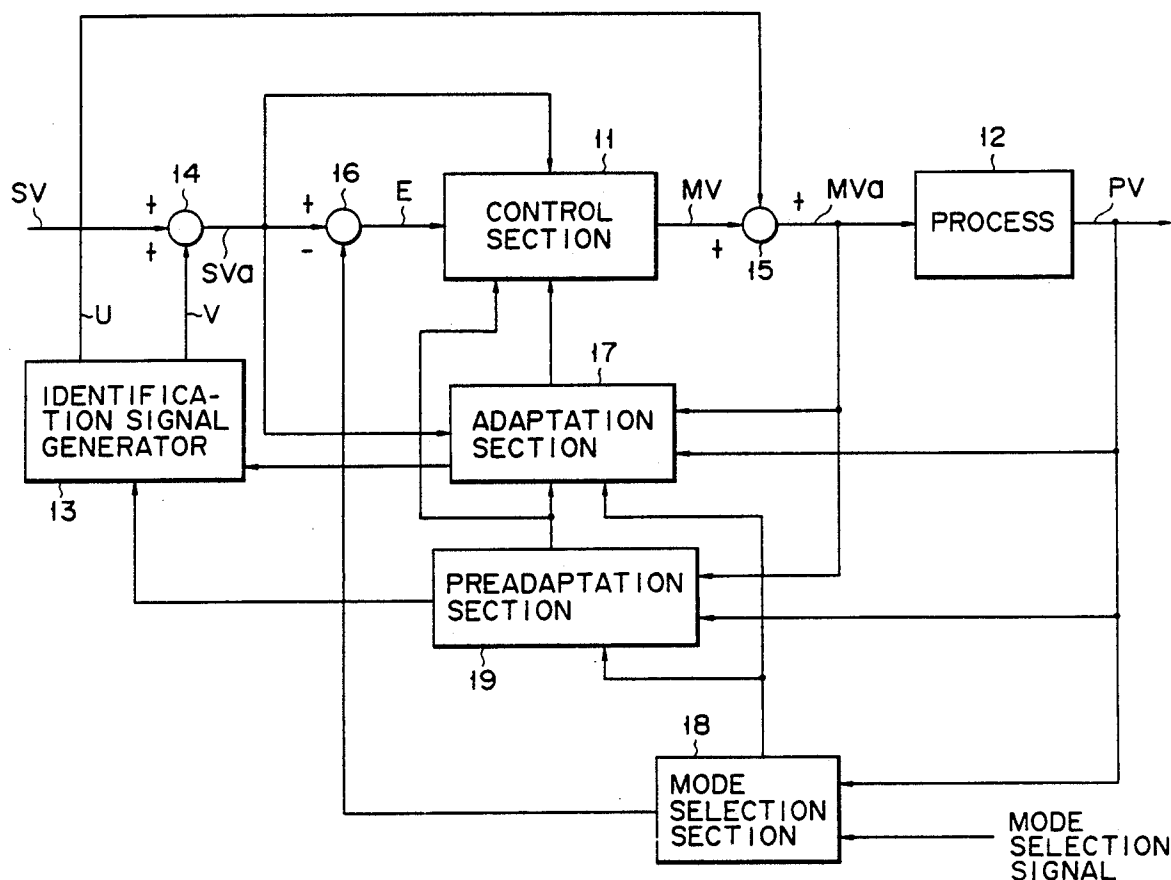 11
12
14
16
SV
+
+
SVa
+
-
E
CONTROL
SECTION
MV
+
+
MVa
15
PROCESS
PV
U
V
IDENTIFICA-
TION SIGNAL
GENERATOR
13
17
ADAPTATION
SECTION
PREADAPTATION
SECTION
19
18
MODE
SELECTION
SECTION
MODE
SELECTION
SIGNAL